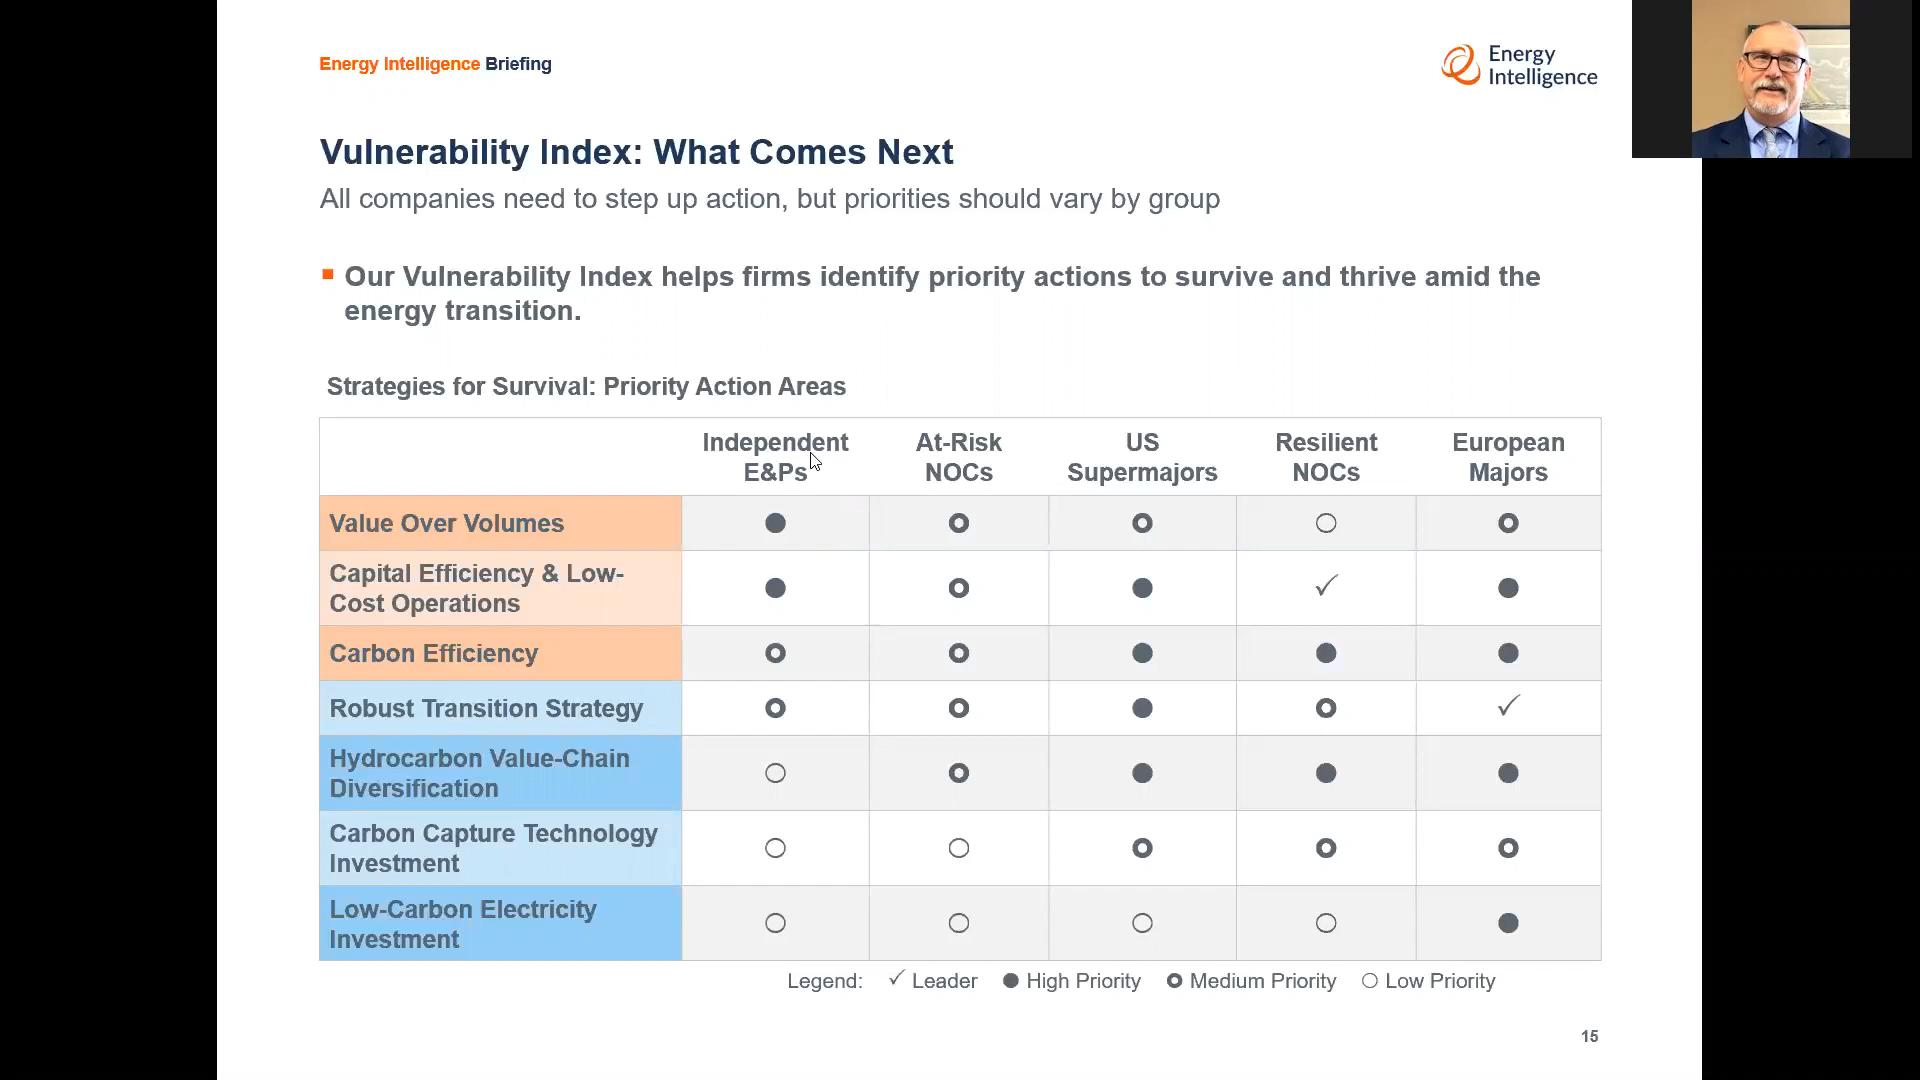 Energy Intelligence Briefing
Energy
Intelligence
Vulnerability Index: What Comes Next
All companies need to step up action, but priorities should vary by group
Our Vulnerability Index helps firms identify priority actions to survive and thrive amid the
energy transition.
Strategies for Survival: Priority Action Areas
Independent
E&Ps
At-Risk
NOCs
US
Supermajors
Resilient
NOCs
European
Majors
Value Over Volumes
Capital Efficiency & Low-
Cost Operations
Carbon Efficiency
Robust Transition Strategy
Hydrocarbon Value-Chain
Diversification
Carbon Capture Technology
Investment
Low-Carbon Electricity
Investment
Legend: ✓ Leader ● High Priority ⭘ Medium Priority ○ Low Priority
15